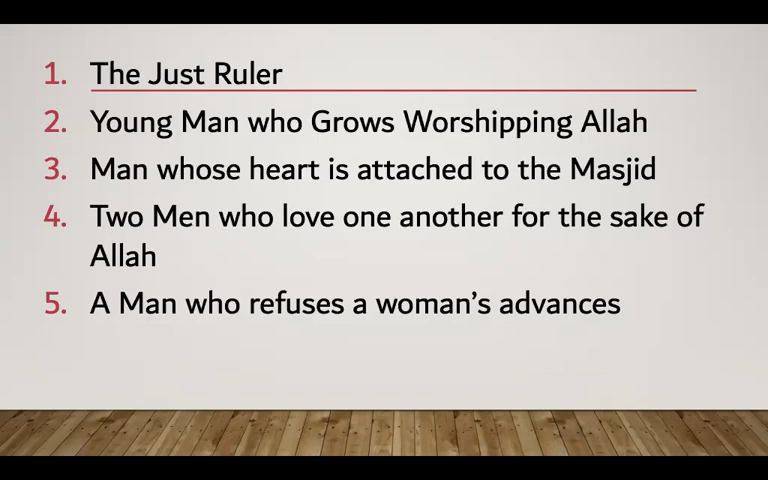 1. The Just Ruler
2. Young Man who Grows Worshipping Allah
3. Man whose heart is attached to the Masjid
4. Two Men who love one another for the sake of
Allah
5. A Man who refuses a woman's advances